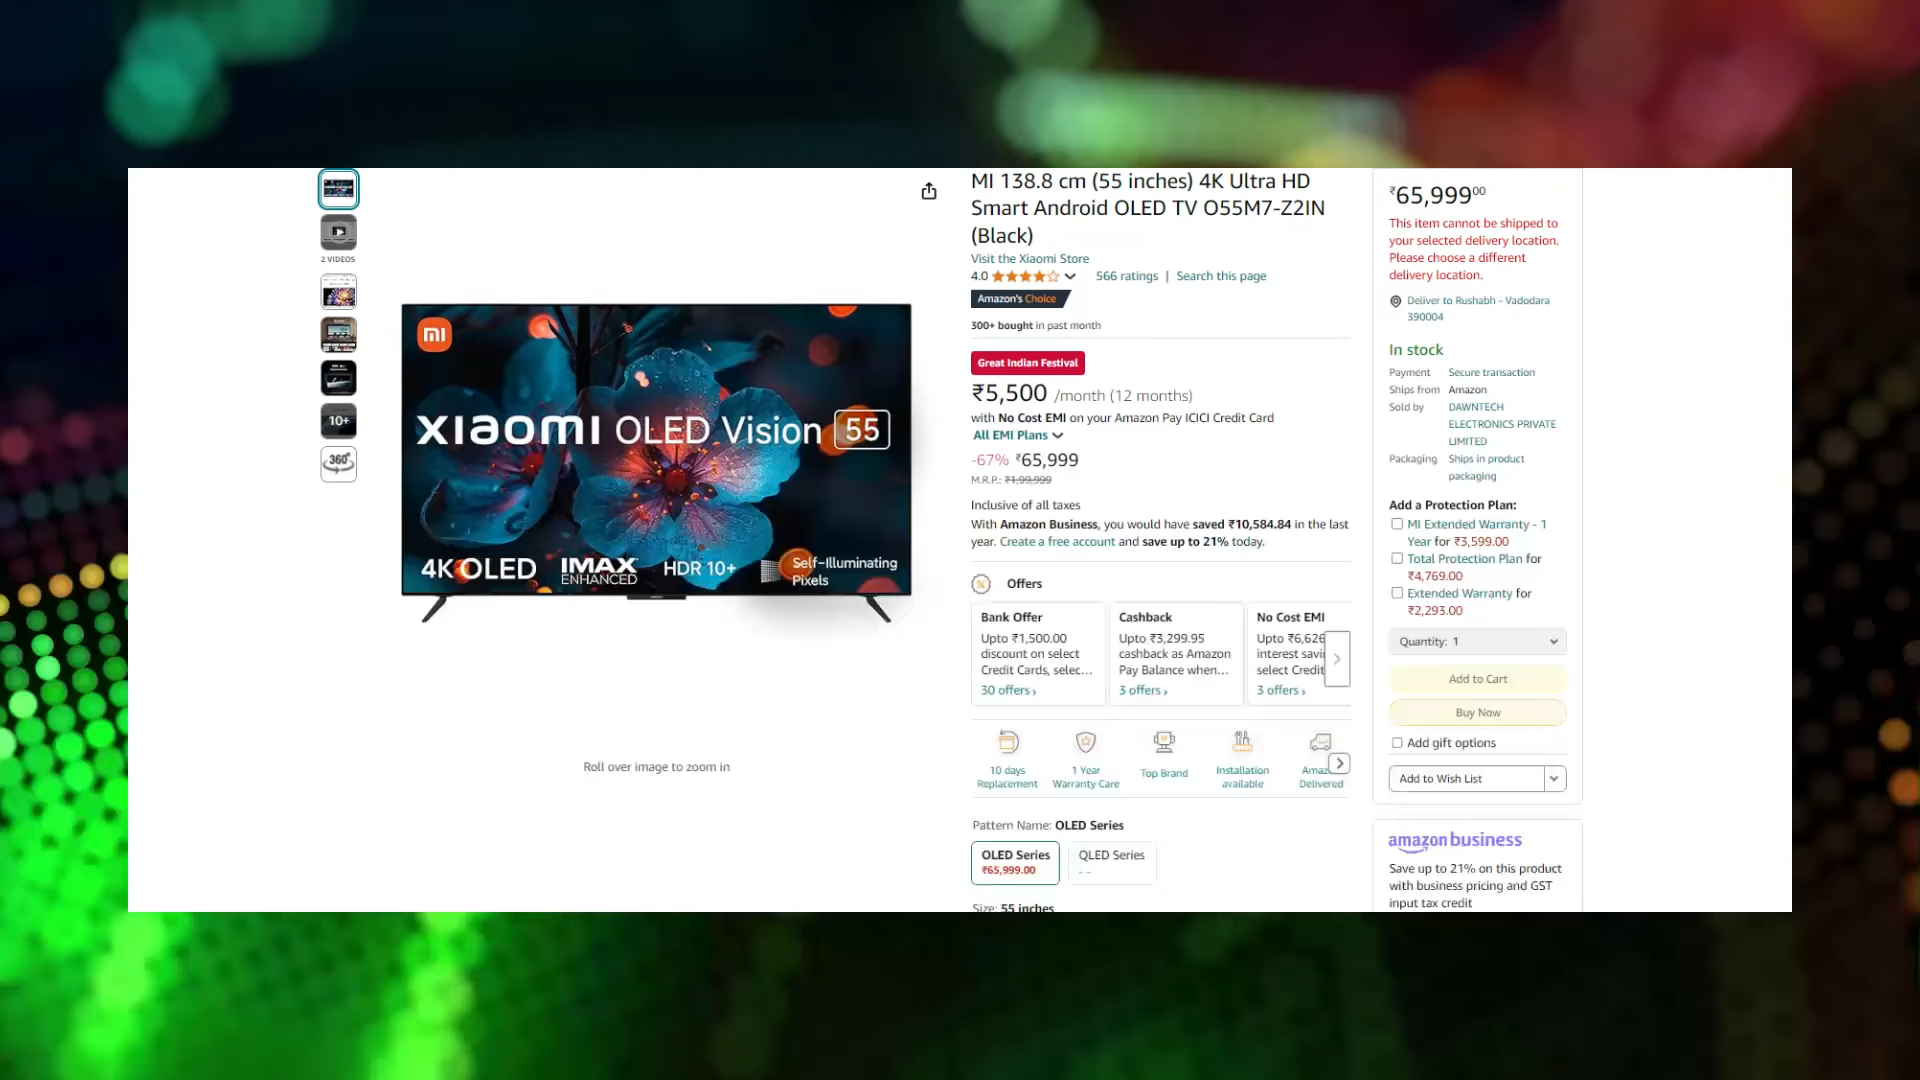 2 VIDEOS
10+
360°
mi
xiaomi OLED Vision 55
4K OLED
IMAX
ENHANCED
HDR 10+
Self-Illuminating
Pixels
Roll over image to zoom in
MI 138.8 cm (55 inches) 4K Ultra HD
Smart Android OLED TV O55M7-Z2IN
(Black)
Visit the Xiaomi Store
4.0 566 ratings | Search this page
Amazon's Choice
300+ bought in past month
Great Indian Festival
₹5,500 /month (12 months)
with No Cost EMI on your Amazon Pay ICICI Credit Card
All EMI Plans
-67% ₹65,999
M.R.P.: ₹1,99,999
Inclusive of all taxes
With Amazon Business, you would have saved ₹10,584.84 in the last
year. Create a free account and save up to 21% today.
Offers
Bank Offer
Upto ₹1,500.00
discount on select
Credit Cards, selec...
30 offers
Cashback
Upto ₹3,299.95
cashback as Amazon
Pay Balance when...
3 offers
No Cost EMI
Upto ₹6,626
interest savi
select Credit
3 offers
10 days
Replacement
1 Year
Warranty Care
Top Brand
Installation
available
Amaz
Delivered
Pattern Name: OLED Series
OLED Series
₹65,999.00
QLED Series
- -
Size: 55 inches
₹65,99900
This item cannot be shipped to
your selected delivery location.
Please choose a different
delivery location.
Deliver to Rushabh - Vadodara
390004
In stock
Payment Secure transaction
Ships from Amazon
Sold by DAWNTECH
ELECTRONICS PRIVATE
LIMITED
Packaging Ships in product
packaging
Add a Protection Plan:
MI Extended Warranty - 1
Year for ₹3,599.00
Total Protection Plan for
₹4,769.00
Extended Warranty for
₹2,293.00
Quantity: 1
Add to Cart
Buy Now
Add gift options
Add to Wish List
amazon business
Save up to 21% on this product
with business pricing and GST
input tax credit